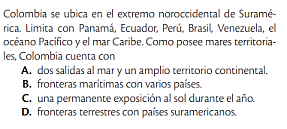 Colombia se ubica en el extremo noroccidental de Suramé-
rica. Limita con Panamá, Ecuador, Perú, Brasil, Venezuela, el
océano Pacífico y el mar Caribe. Como posee mares territoria-
les, Colombia cuenta con
A. dos salidas al mar y un amplio territorio continental.
B. fronteras marítimas con varios países.
C. una permanente exposición al sol durante el año.
D. fronteras terrestres con países suramericanos.